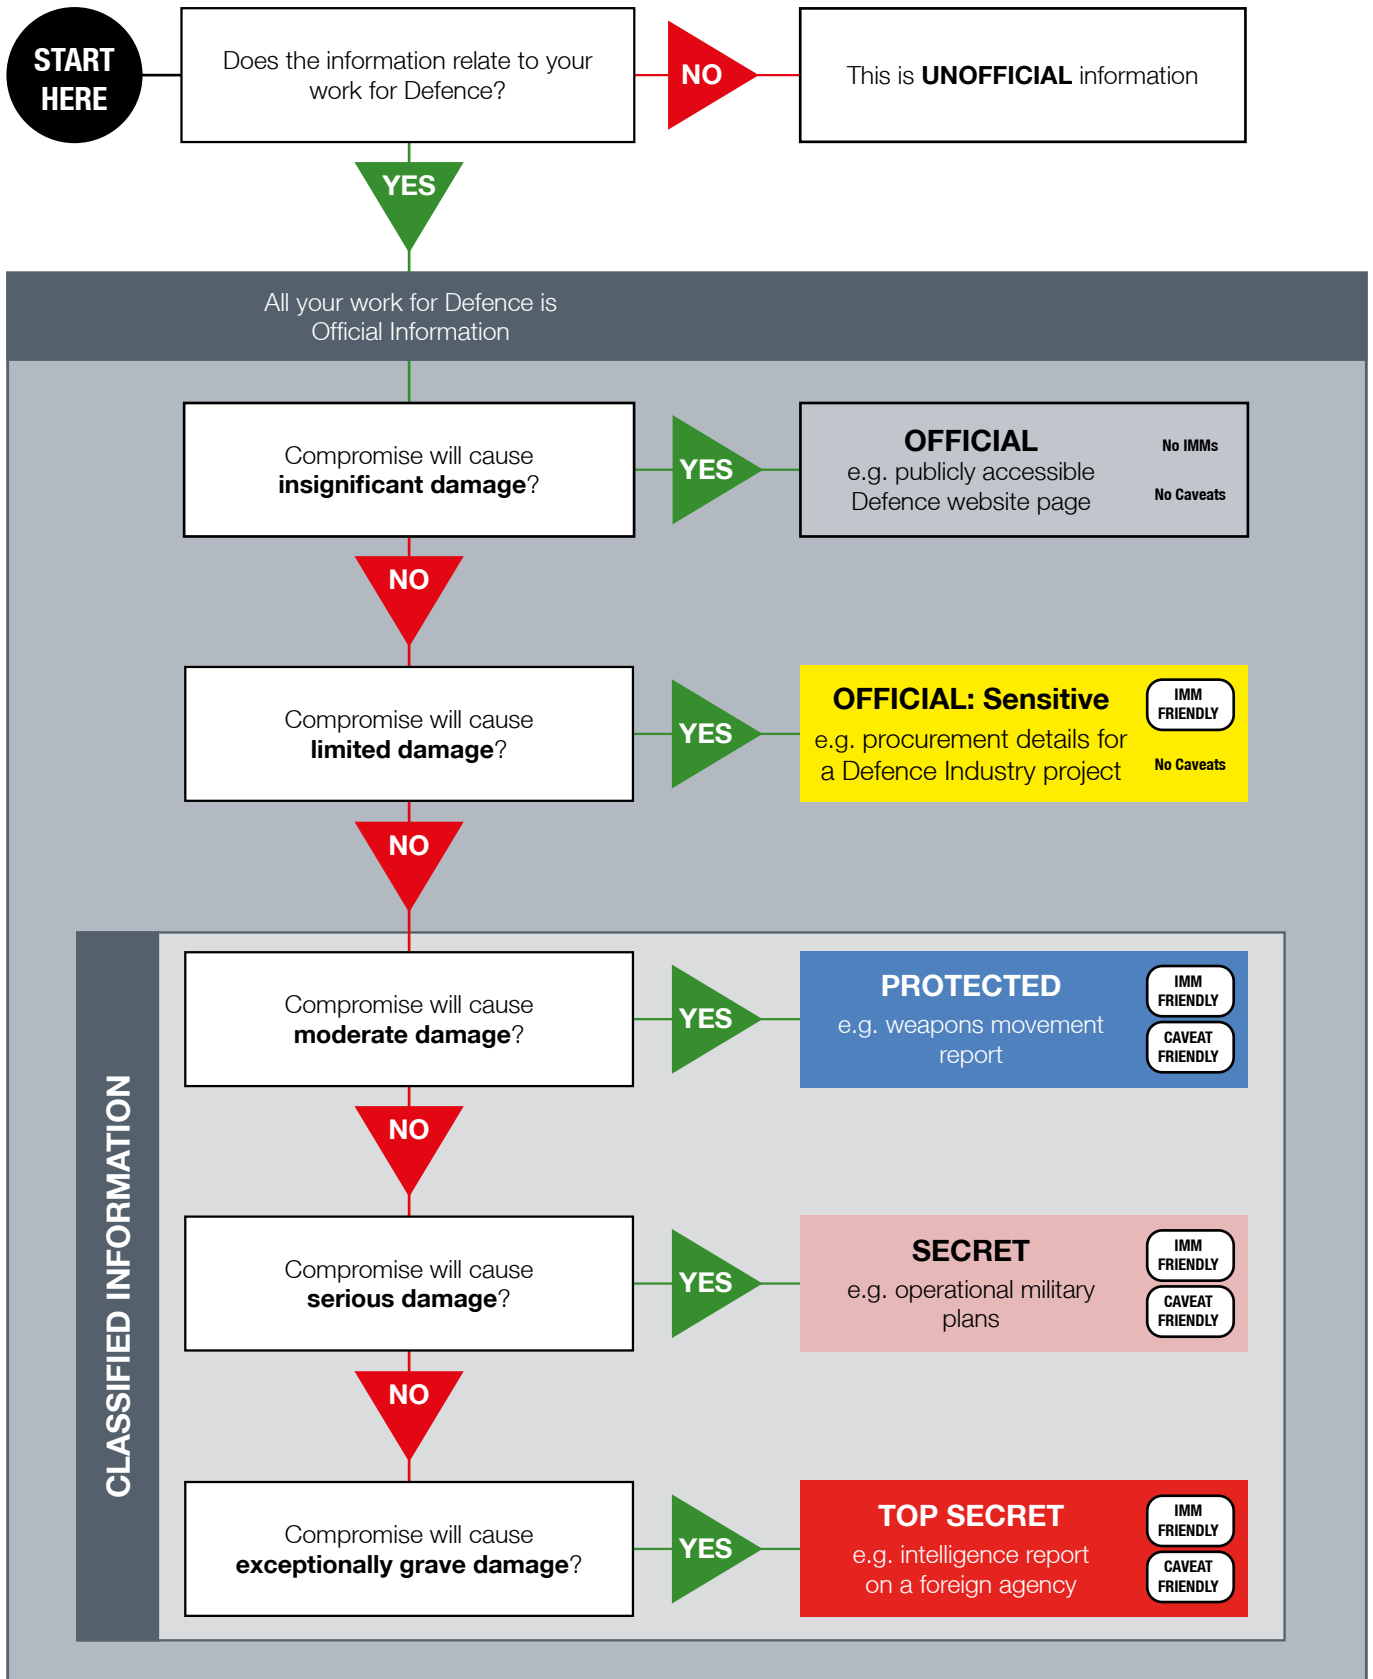 START
HERE
Does the information relate to your
work for Defence?
NO
This is UNOFFICIAL information
YES
All your work for Defence is
Official Information
Compromise will cause
insignificant damage?
YES
OFFICIAL
e.g. publicly accessible
Defence website page
No IMMs
No Caveats
NO
Compromise will cause
limited damage?
YES
OFFICIAL: Sensitive
e.g. procurement details for
a Defence Industry project
IMM
FRIENDLY
No Caveats
NO
CLASSIFIED INFORMATION
Compromise will cause
moderate damage?
YES
PROTECTED
e.g. weapons movement
report
IMM
FRIENDLY
CAVEAT
FRIENDLY
NO
Compromise will cause
serious damage?
YES
SECRET
e.g. operational military
plans
IMM
FRIENDLY
CAVEAT
FRIENDLY
NO
Compromise will cause
exceptionally grave damage?
YES
TOP SECRET
e.g. intelligence report
on a foreign agency
IMM
FRIENDLY
CAVEAT
FRIENDLY